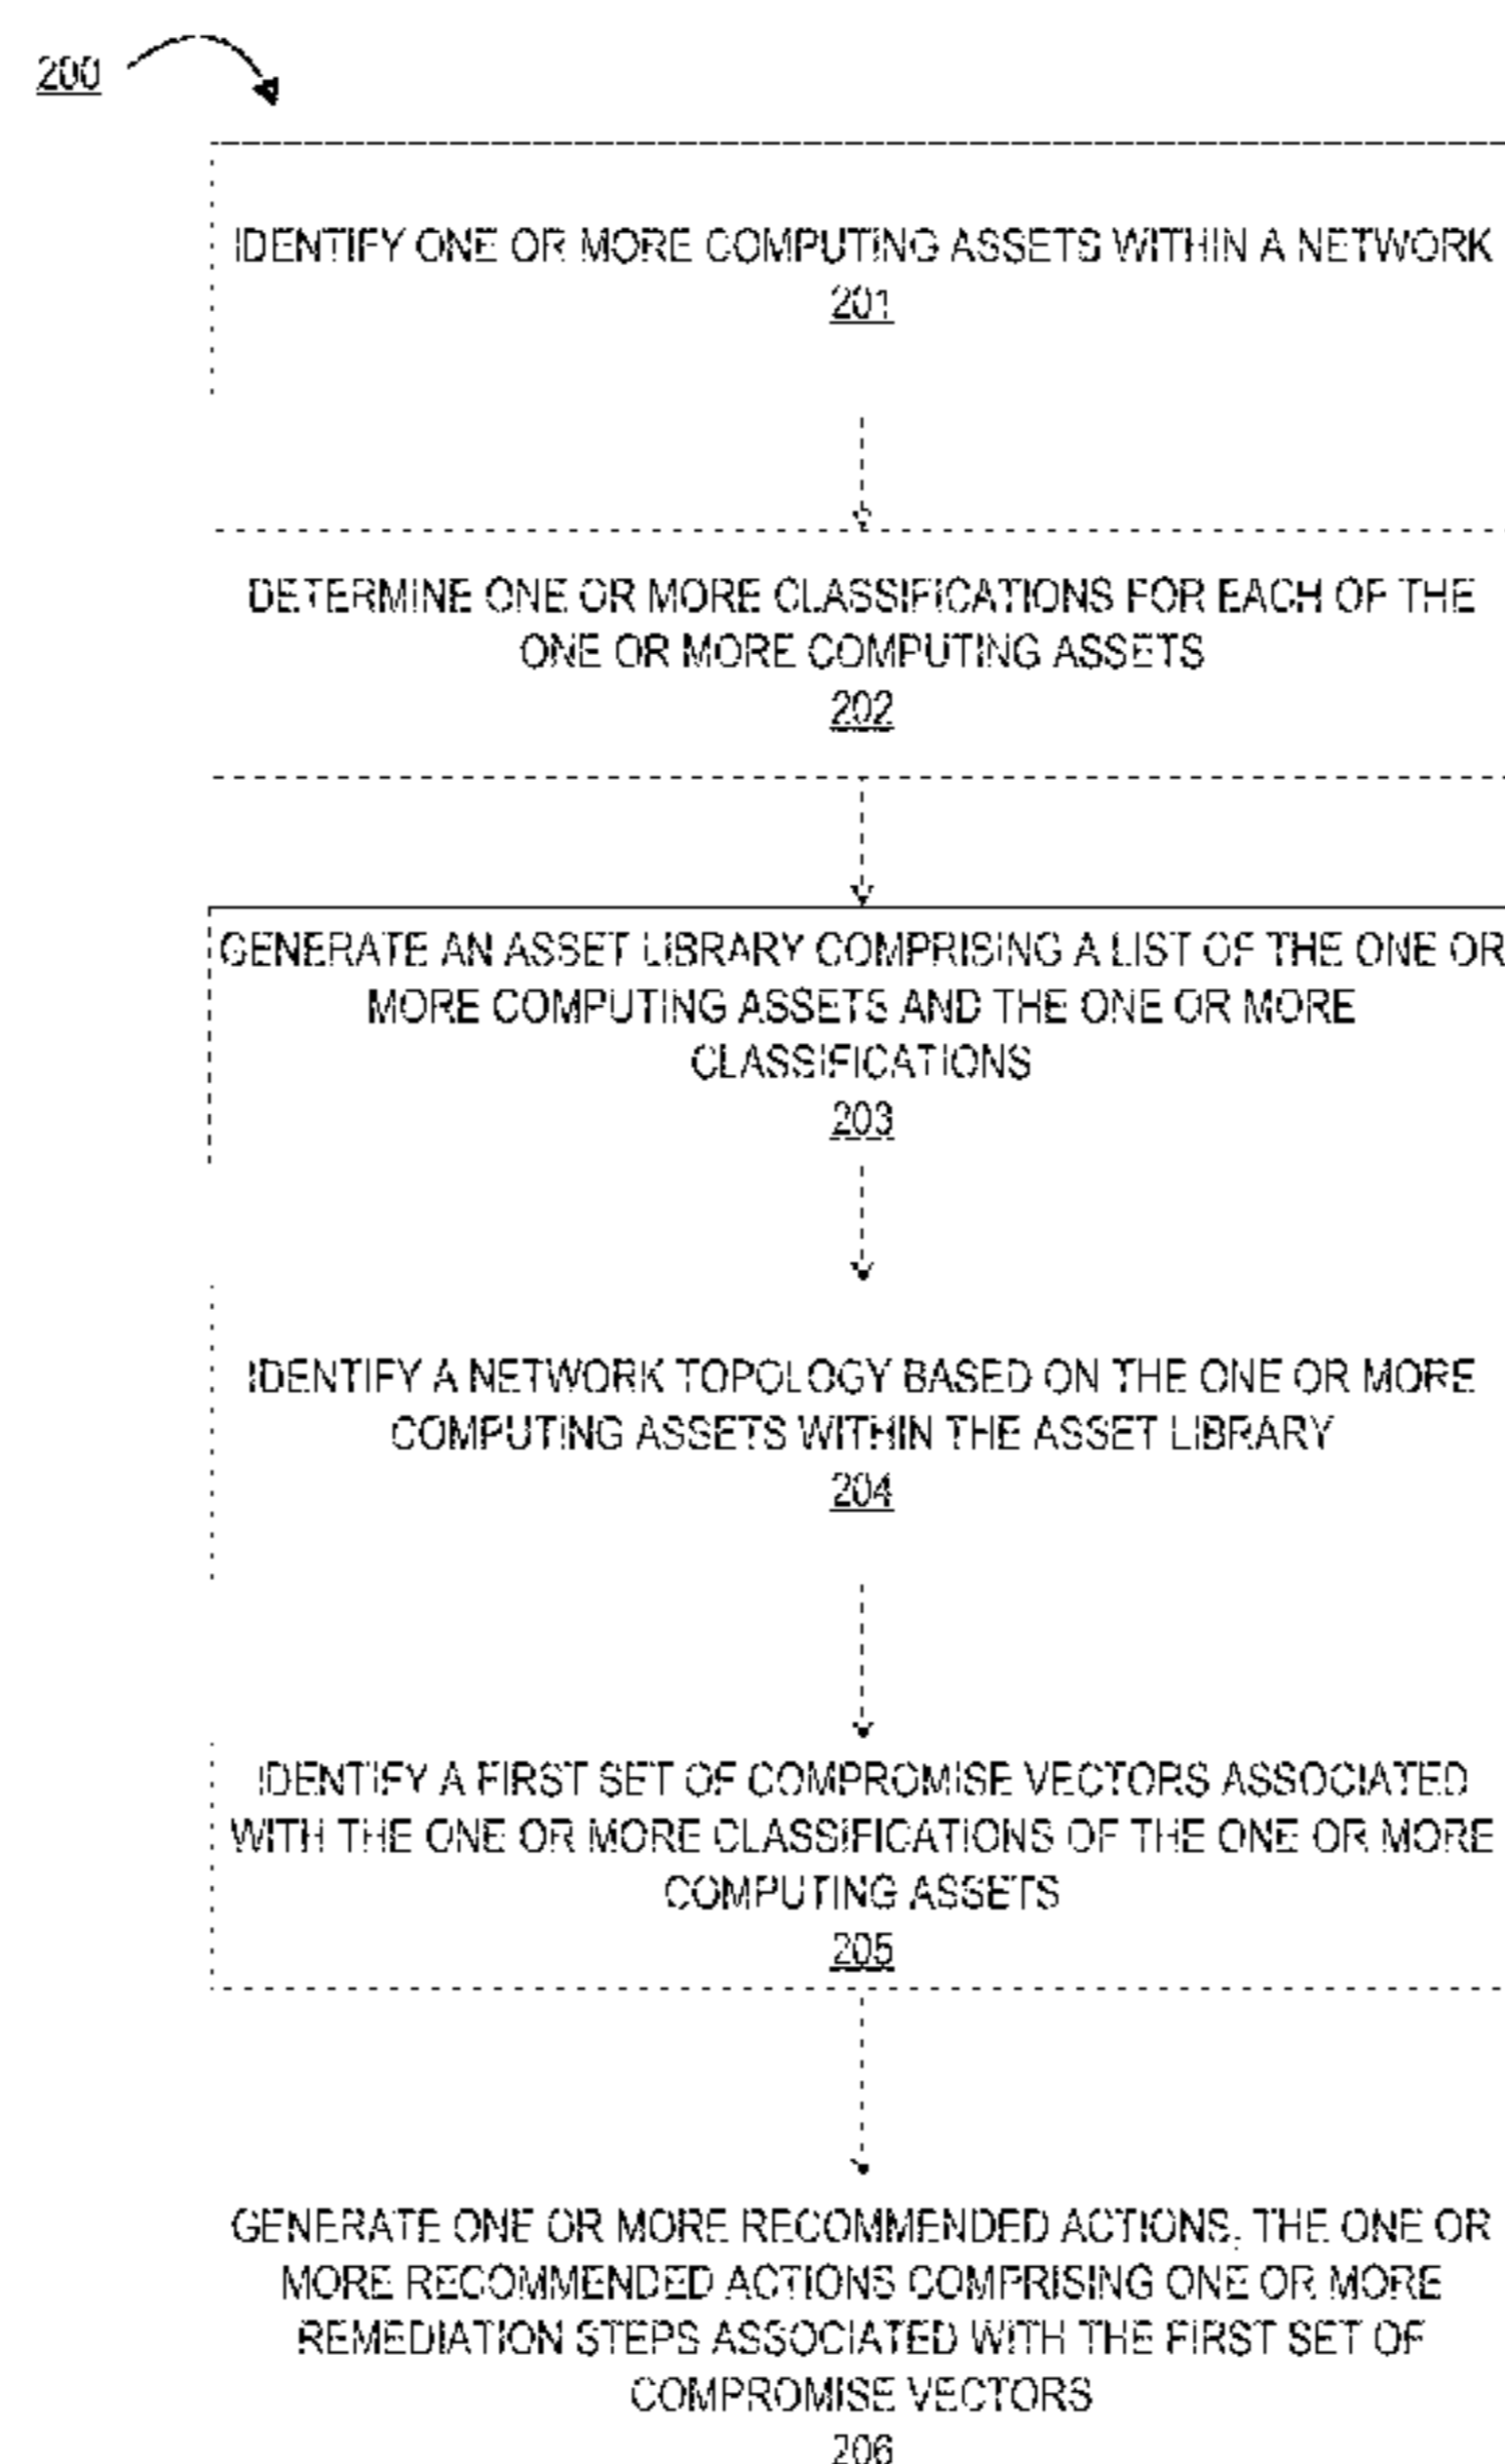 200
IDENTIFY ONE OR MORE COMPUTING ASSETS WITHIN A NETWORK
201
DETERMINE ONE OR MORE CLASSIFICATIONS FOR EACH OF THE
ONE OR MORE COMPUTING ASSETS
202
GENERATE AN ASSET LIBRARY COMPRISING A LIST OF THE ONE OR
MORE COMPUTING ASSETS AND THE ONE OR MORE
CLASSIFICATIONS
203
IDENTIFY A NETWORK TOPOLOGY BASED ON THE ONE OR MORE
COMPUTING ASSETS WITHIN THE ASSET LIBRARY
204
IDENTIFY A FIRST SET OF COMPROMISE VECTORS ASSOCIATED
WITH THE ONE OR MORE CLASSIFICATIONS OF THE ONE OR MORE
COMPUTING ASSETS
205
GENERATE ONE OR MORE RECOMMENDED ACTIONS, THE ONE OR
MORE RECOMMENDED ACTIONS COMPRISING ONE OR MORE
REMEDIATION STEPS ASSOCIATED WITH THE FIRST SET OF
COMPROMISE VECTORS
206